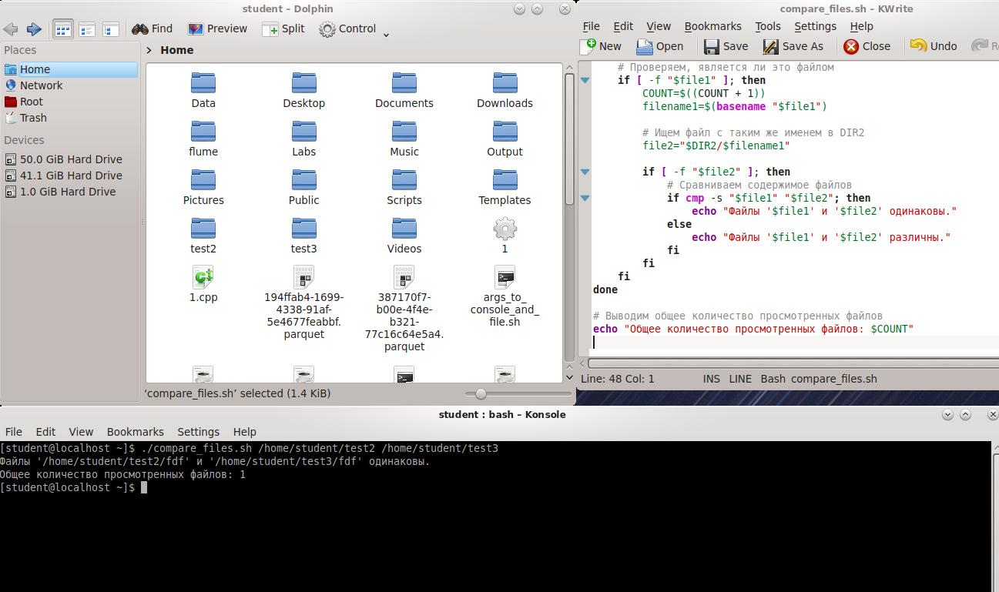 student – Dolphin
Find Preview Split Control
Places
Home
Network
Root
Trash
Devices
50.0 GiB Hard Drive
41.1 GiB Hard Drive
1.0 GiB Hard Drive
> Home
Data Desktop Documents Downloads
flume Labs Music Output
Pictures Public Scripts Templates
test2 test3 Videos 1
1.cpp
194ffab4-1699-
4338-91af-
5e4677feabbf.
parquet
387170f7-
b00e-4f4e-
b321-
77c16c64e5a4.
parquet
args_to_
console_and_
file.sh
‘compare_files.sh’ selected (1.4 KiB)
compare_files.sh – KWrite
File Edit View Bookmarks Tools Settings Help
New Open Save Save As Close Undo
# Проверяем, является ли это файлом
if [ -f "$file1" ]; then
COUNT=$((COUNT + 1))
filename1=$(basename "$file1")
# Ищем файл с таким же именем в DIR2
file2="$DIR2/$filename1"
if [ -f "$file2" ]; then
# Сравниваем содержимое файлов
if cmp -s "$file1" "$file2"; then
echo "Файлы '$file1' и '$file2' одинаковы."
else
echo "Файлы '$file1' и '$file2' различны."
fi
fi
fi
done
# Выводим общее количество просмотренных файлов
echo "Общее количество просмотренных файлов: $COUNT"
Line: 48 Col: 1 INS LINE Bash compare_files.sh
student : bash – Konsole
File Edit View Bookmarks Settings Help
[student@localhost ~]$ ./compare_files.sh /home/student/test2 /home/student/test3
Файлы '/home/student/test2/fdf' и '/home/student/test3/fdf' одинаковы.
Общее количество просмотренных файлов: 1
[student@localhost ~]$